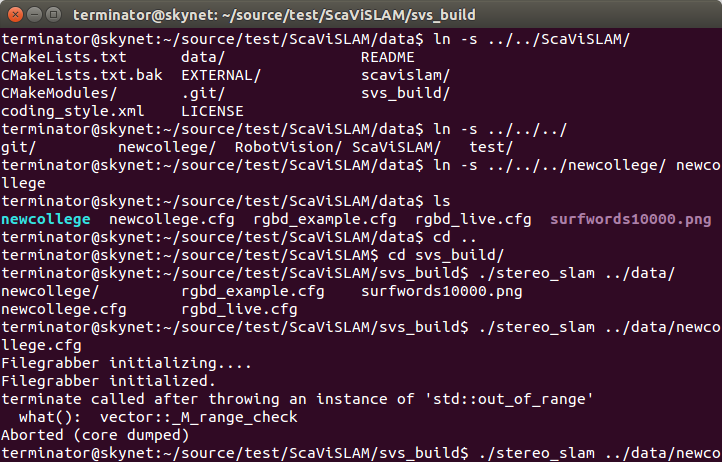 terminator@skynet: ~/source/test/ScaViSLAM/svs_build
terminator@skynet:~/source/test/ScaViSLAM/data$ ln -s ../../ScaViSLAM/
CMakeLists.txt      data/               README
CMakeLists.txt.bak  EXTERNAL/           scavislam/
CMakeModules/       .git/               svs_build/
coding_style.xml    LICENSE
terminator@skynet:~/source/test/ScaViSLAM/data$ ln -s ../../../
git/         newcollege/  RobotVision/ ScaViSLAM/   test/
terminator@skynet:~/source/test/ScaViSLAM/data$ ln -s ../../../newcollege/ newco
llege
terminator@skynet:~/source/test/ScaViSLAM/data$ ls
newcollege  newcollege.cfg  rgbd_example.cfg  rgbd_live.cfg  surfwords10000.png
terminator@skynet:~/source/test/ScaViSLAM/data$ cd ..
terminator@skynet:~/source/test/ScaViSLAM$ cd svs_build/
terminator@skynet:~/source/test/ScaViSLAM/svs_build$ ./stereo_slam ../data/
newcollege/         rgbd_example.cfg    surfwords10000.png
newcollege.cfg      rgbd_live.cfg
terminator@skynet:~/source/test/ScaViSLAM/svs_build$ ./stereo_slam ../data/newco
llege.cfg
Filegrabber initializing....
Filegrabber initialized.
terminate called after throwing an instance of 'std::out_of_range'
  what():  vector::_M_range_check
Aborted (core dumped)
terminator@skynet:~/source/test/ScaViSLAM/svs_build$ ./stereo_slam ../data/newco